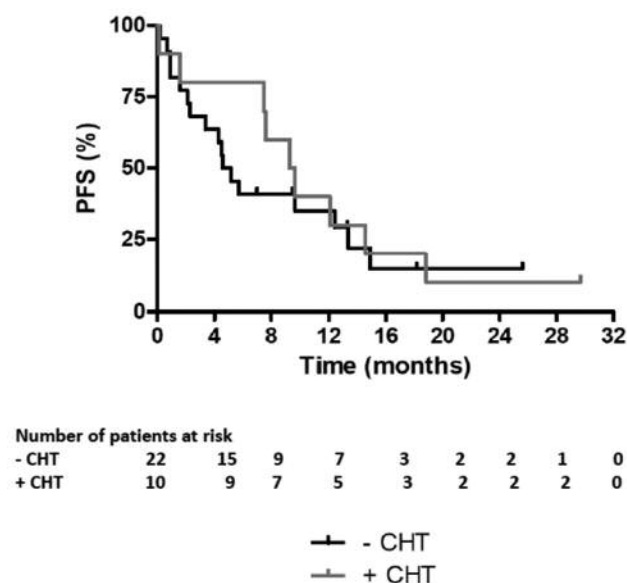 100
75
50
25
0
PFS (%)
0 4 8 12 16 20 24 28 32
Time (months)
Number of patients at risk
- CHT 22 15 9 7 3 2 2 1 0
+ CHT 10 9 7 5 3 2 2 2 0
- CHT
+ CHT